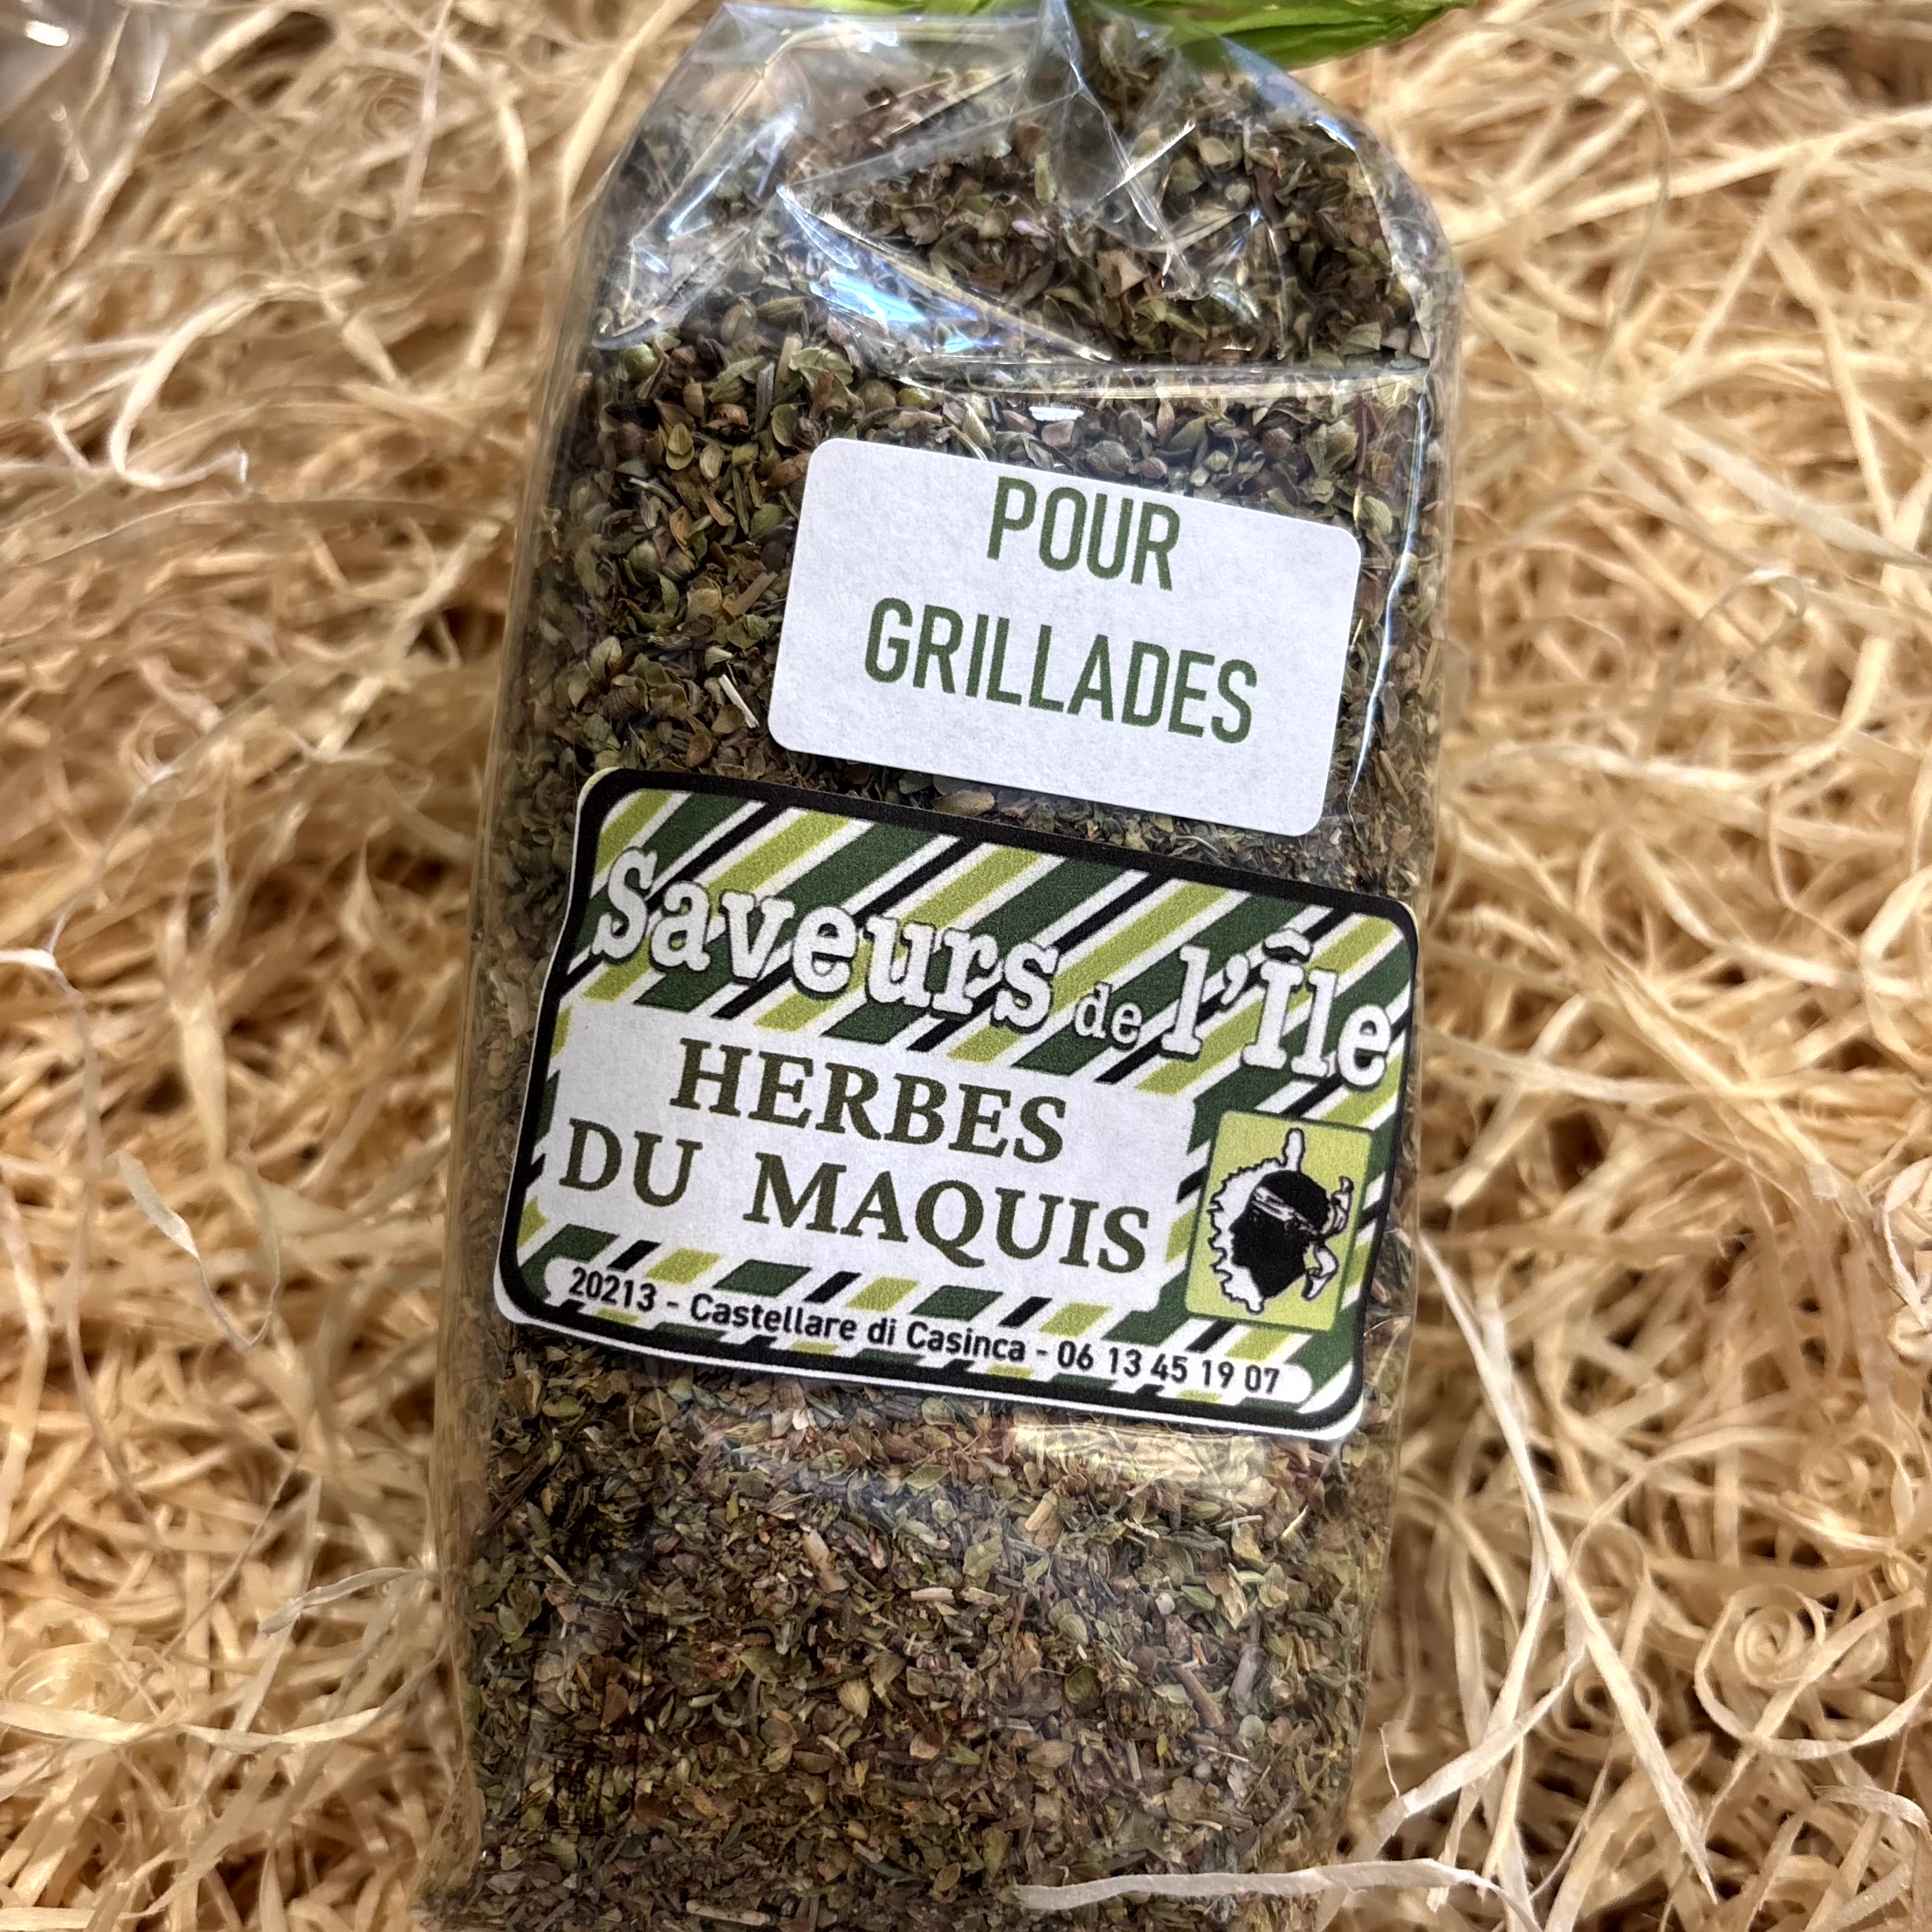 POUR
GRILLADES
Saveurs de l'Île
HERBES
DU MAQUIS
20213 - Castellare di Casinca - 06 13 45 19 07